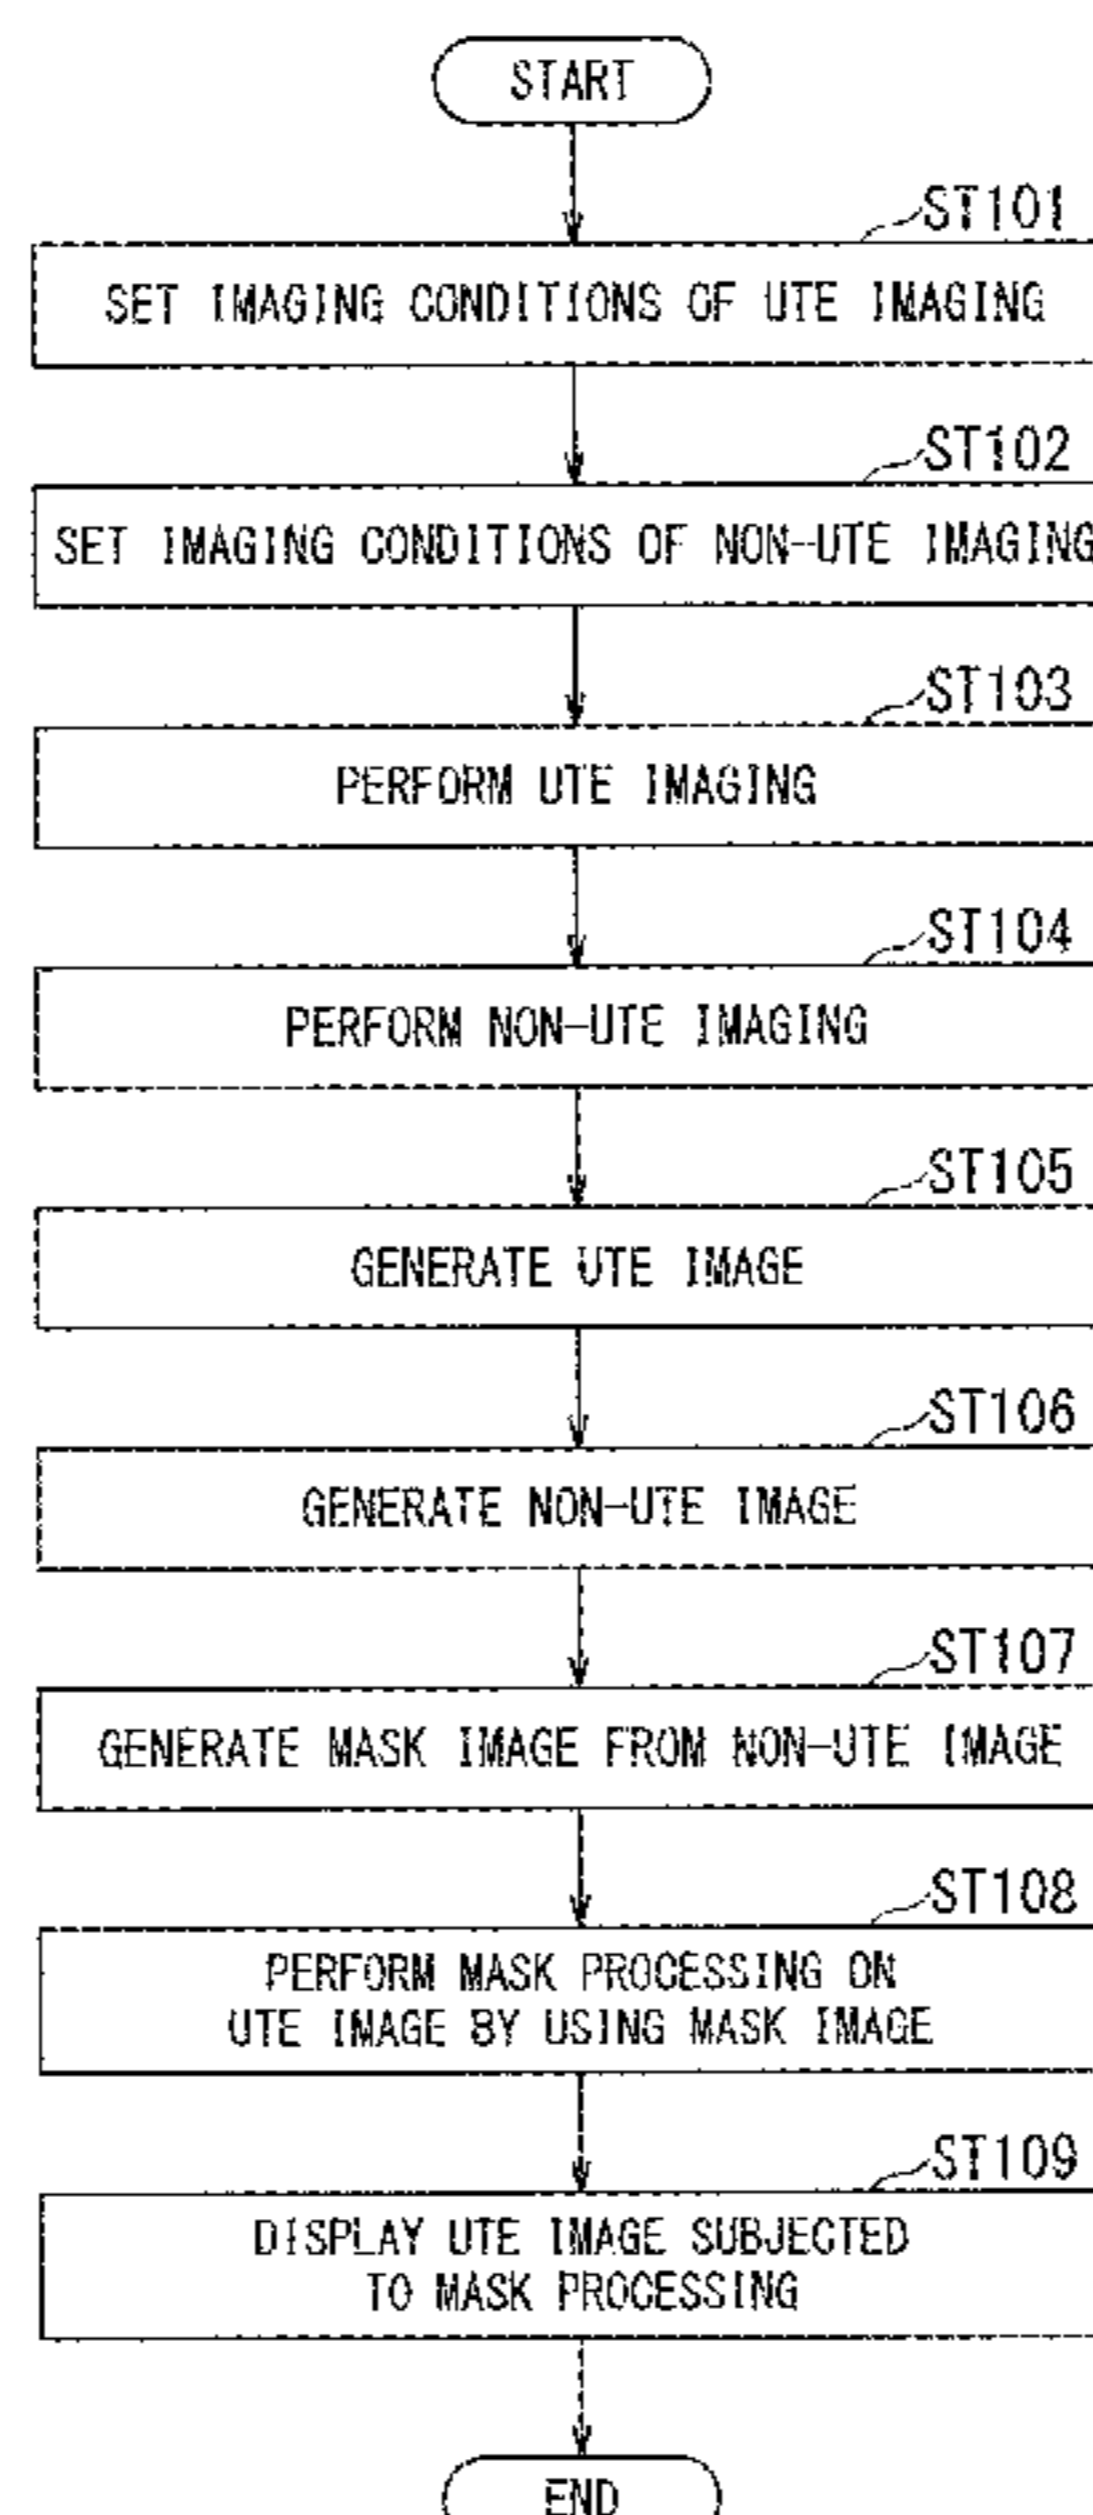 START
ST101
SET IMAGING CONDITIONS OF UTE IMAGING
ST102
SET IMAGING CONDITIONS OF NON-UTE IMAGING
ST103
PERFORM UTE IMAGING
ST104
PERFORM NON-UTE IMAGING
ST105
GENERATE UTE IMAGE
ST106
GENERATE NON-UTE IMAGE
ST107
GENERATE MASK IMAGE FROM NON-UTE IMAGE
ST108
PERFORM MASK PROCESSING ON
UTE IMAGE BY USING MASK IMAGE
ST109
DISPLAY UTE IMAGE SUBJECTED
TO MASK PROCESSING
END